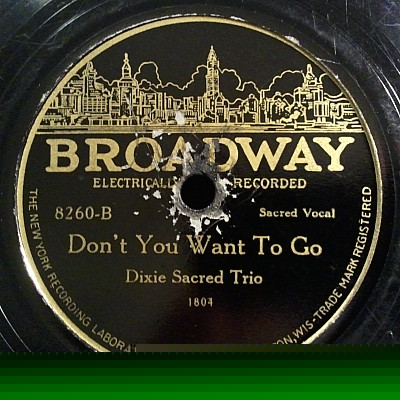 BROADWAY
ELECTRICALLY RECORDED
8260-B
Sacred Vocal
Don't You Want To Go
Dixie Sacred Trio
1804
THE NEW YORK RECORDING
WIS-TRADE MARK REGISTERED